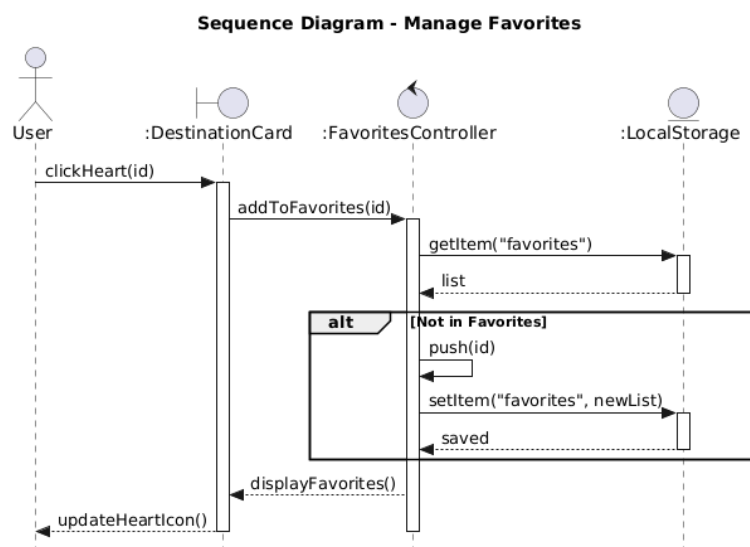 Sequence Diagram - Manage Favorites
User
:DestinationCard
:FavoritesController
:LocalStorage
clickHeart(id)
addToFavorites(id)
getItem("favorites")
list
alt
[Not in Favorites]
push(id)
setItem("favorites", newList)
saved
displayFavorites()
updateHeartIcon()